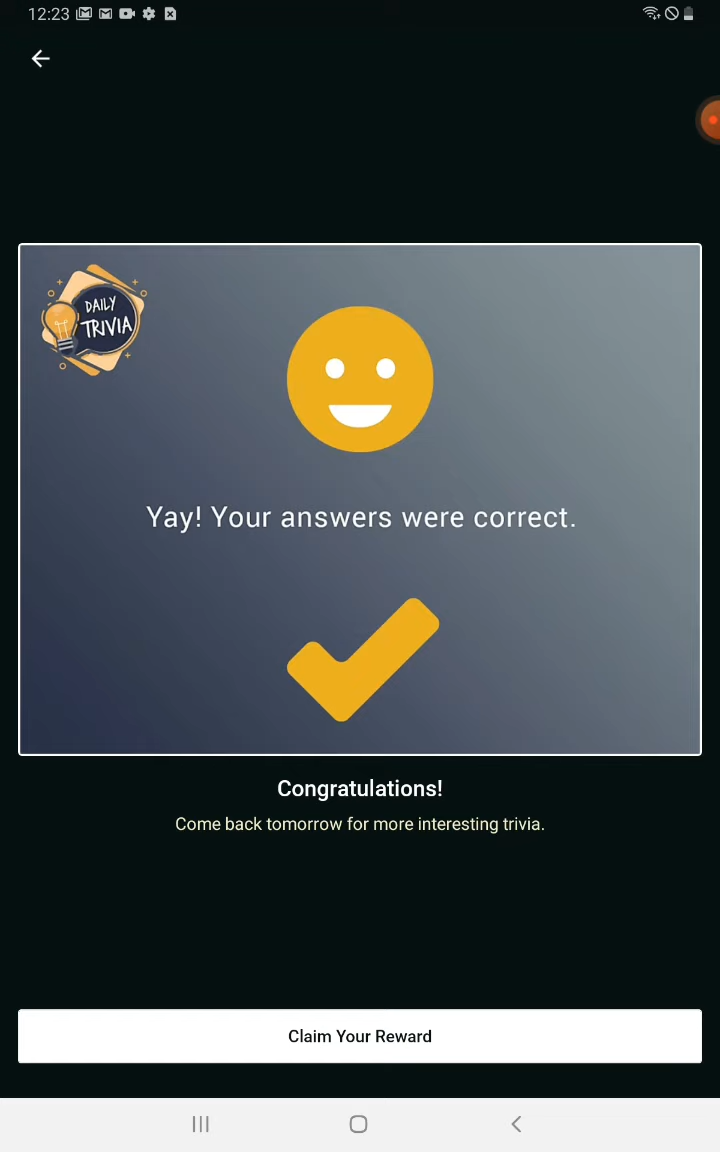 12:23
DAILY
TRIVIA
Yay! Your answers were correct.
Congratulations!
Come back tomorrow for more interesting trivia.
Claim Your Reward